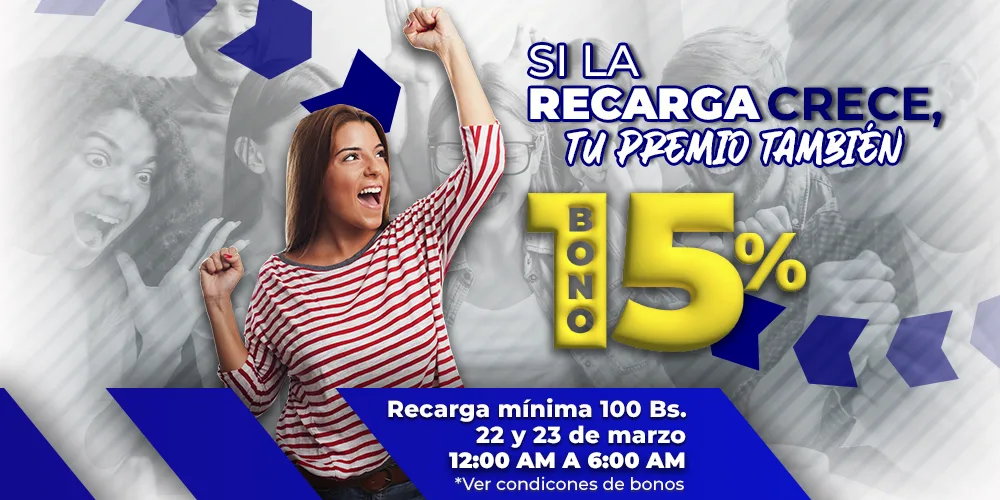 SI LA
RECARGA CRECE,
TU PREMIO TAMBIÉN
BONO
15%
Recarga mínima 100 Bs.
22 y 23 de marzo
12:00 AM A 6:00 AM
*Ver condicones de bonos